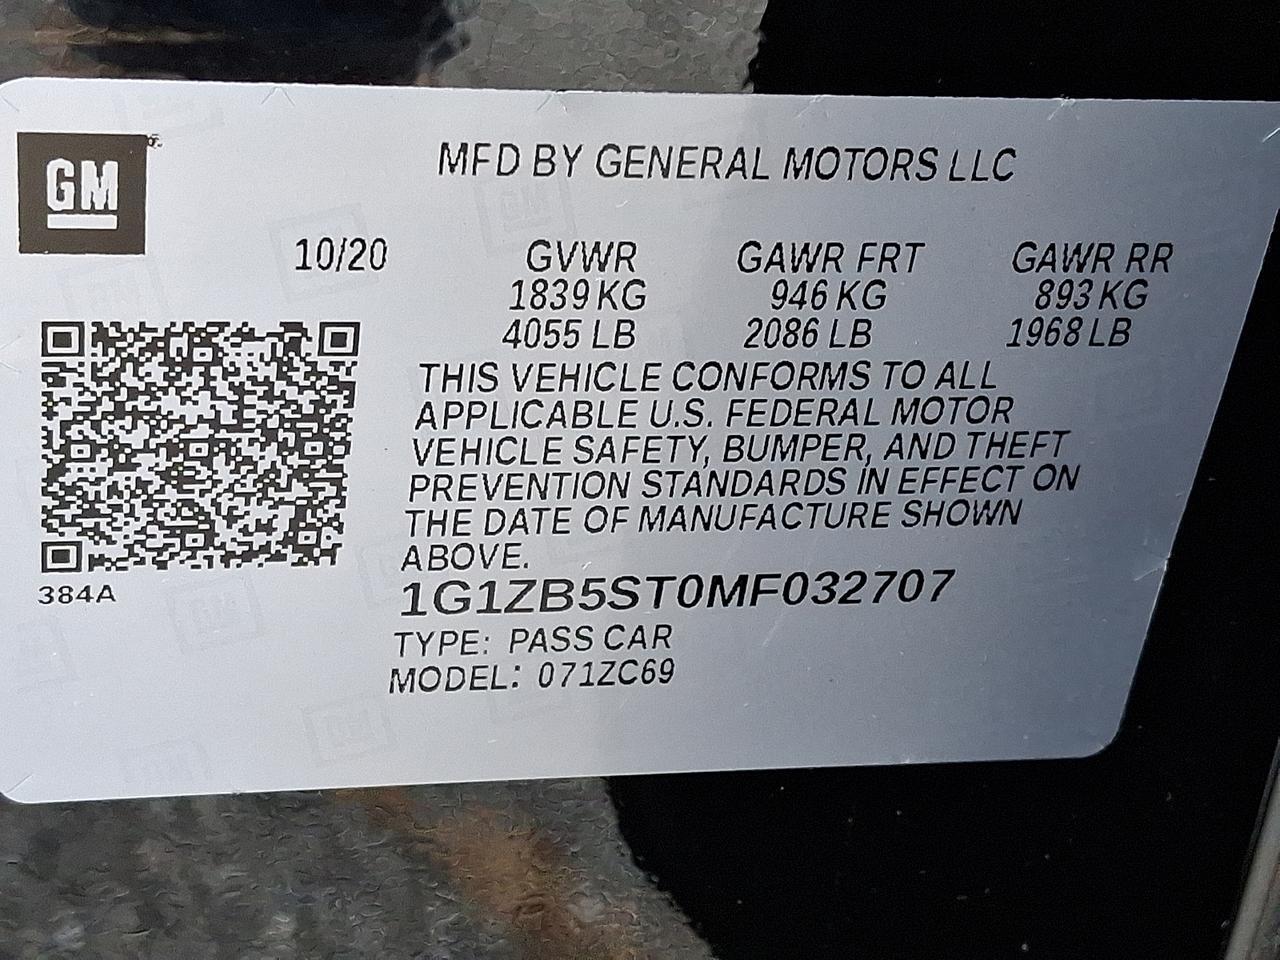 GM
MFD BY GENERAL MOTORS LLC
10/20 GVWR GAWR FRT GAWR RR
1839 KG 946 KG 893 KG
4055 LB 2086 LB 1968 LB
THIS VEHICLE CONFORMS TO ALL
APPLICABLE U.S. FEDERAL MOTOR
VEHICLE SAFETY, BUMPER, AND THEFT
PREVENTION STANDARDS IN EFFECT ON
THE DATE OF MANUFACTURE SHOWN
ABOVE.
384A
1G1ZB5ST0MF032707
TYPE: PASS CAR
MODEL: 071ZC69